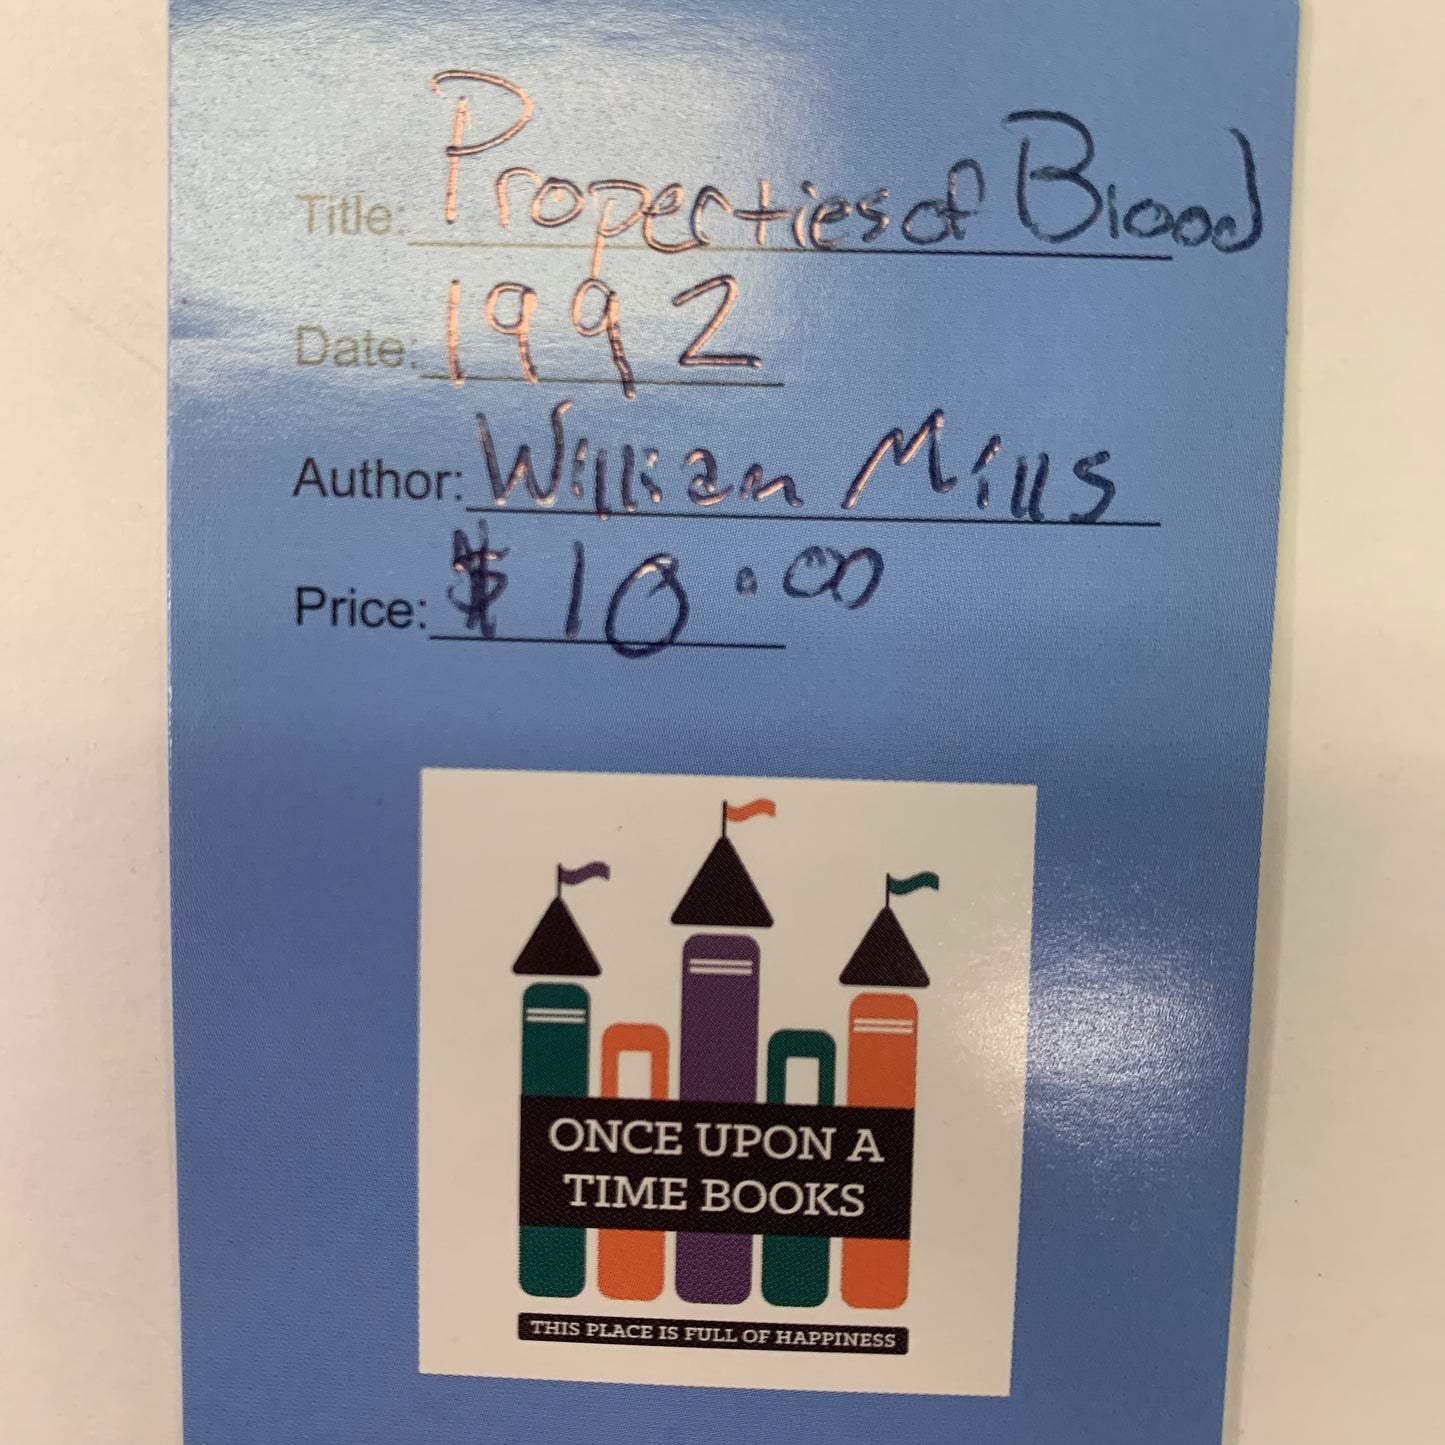 Title: Properties of Blood
Date: 1992
Author: William Mills
Price: $10.00
ONCE UPON A
TIME BOOKS
THIS PLACE IS FULL OF HAPPINESS